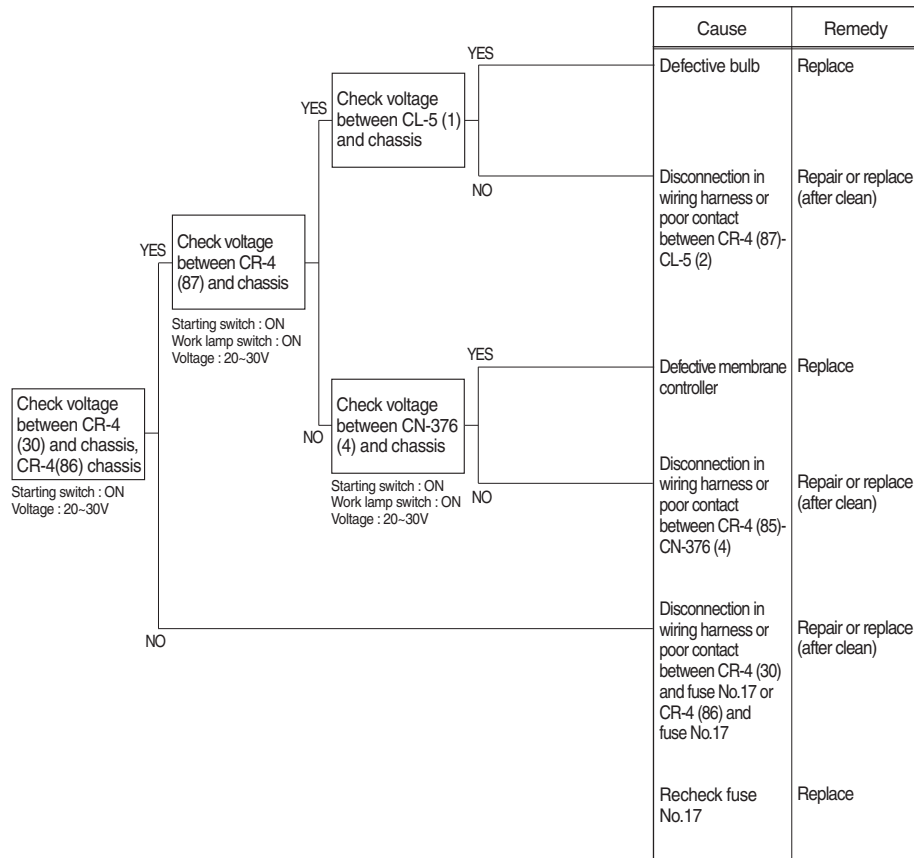 Cause
Remedy
YES
Defective bulb
Replace
YES
Check voltage
between CL-5 (1)
and chassis
NO
Disconnection in
wiring harness or
poor contact
between CR-4 (87)-
CL-5 (2)
Repair or replace
(after clean)
YES
Check voltage
between CR-4
(87) and chassis
Starting switch : ON
Work lamp switch : ON
Voltage : 20~30V
YES
Defective membrane
controller
Replace
Check voltage
between CR-4
(30) and chassis,
CR-4(86) chassis
Starting switch : ON
Voltage : 20~30V
NO
Check voltage
between CN-376
(4) and chassis
Starting switch : ON
Work lamp switch : ON
Voltage : 20~30V
NO
Disconnection in
wiring harness or
poor contact
between CR-4 (85)-
CN-376 (4)
Repair or replace
(after clean)
NO
Disconnection in
wiring harness or
poor contact
between CR-4 (30)
and fuse No.17 or
CR-4 (86) and
fuse No.17
Repair or replace
(after clean)
Recheck fuse
No.17
Replace